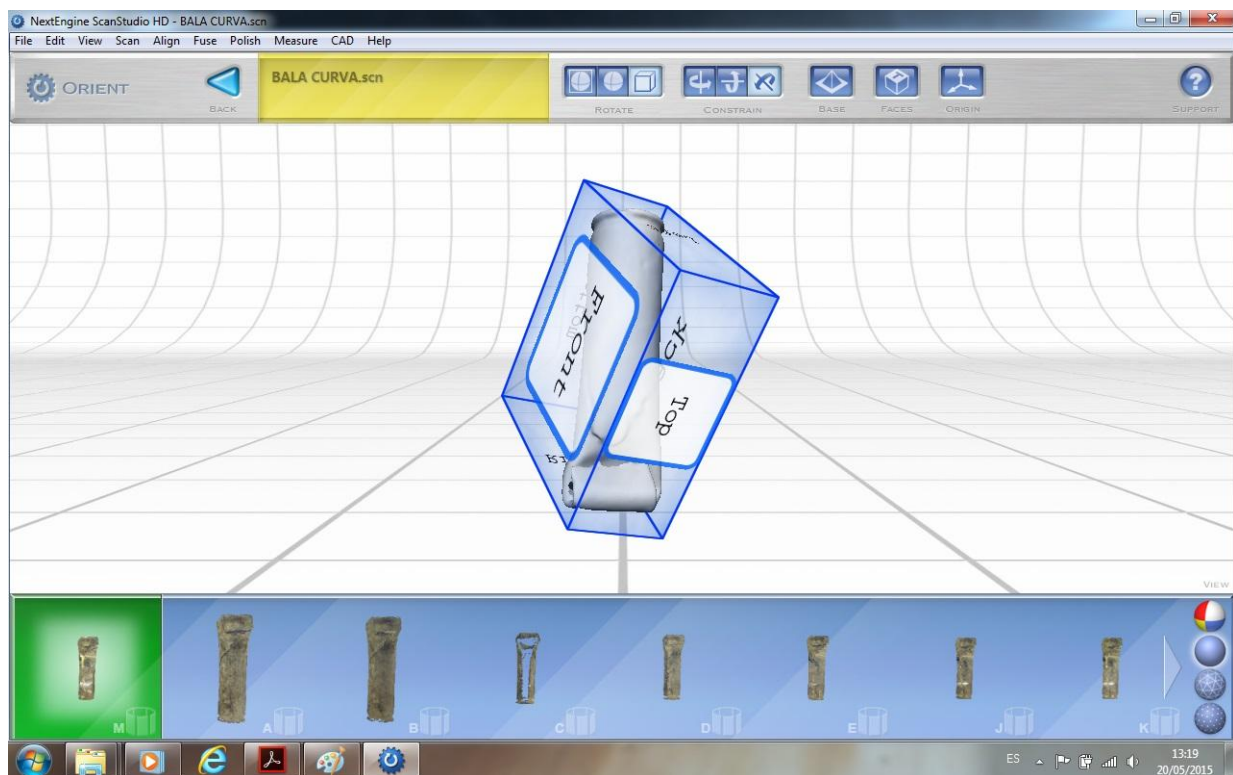 NextEngine ScanStudio HD - BALA CURVA.scn
File Edit View Scan Align Fuse Polish Measure CAD Help
ORIENT
BACK
BALA CURVA.scn
ROTATE
CONSTRAIN
BASE
FACES
ORIGIN
SUPPORT
Front
Top
VIEW
M
A
B
C
D
E
J
K
ES
13:19
20/05/2015